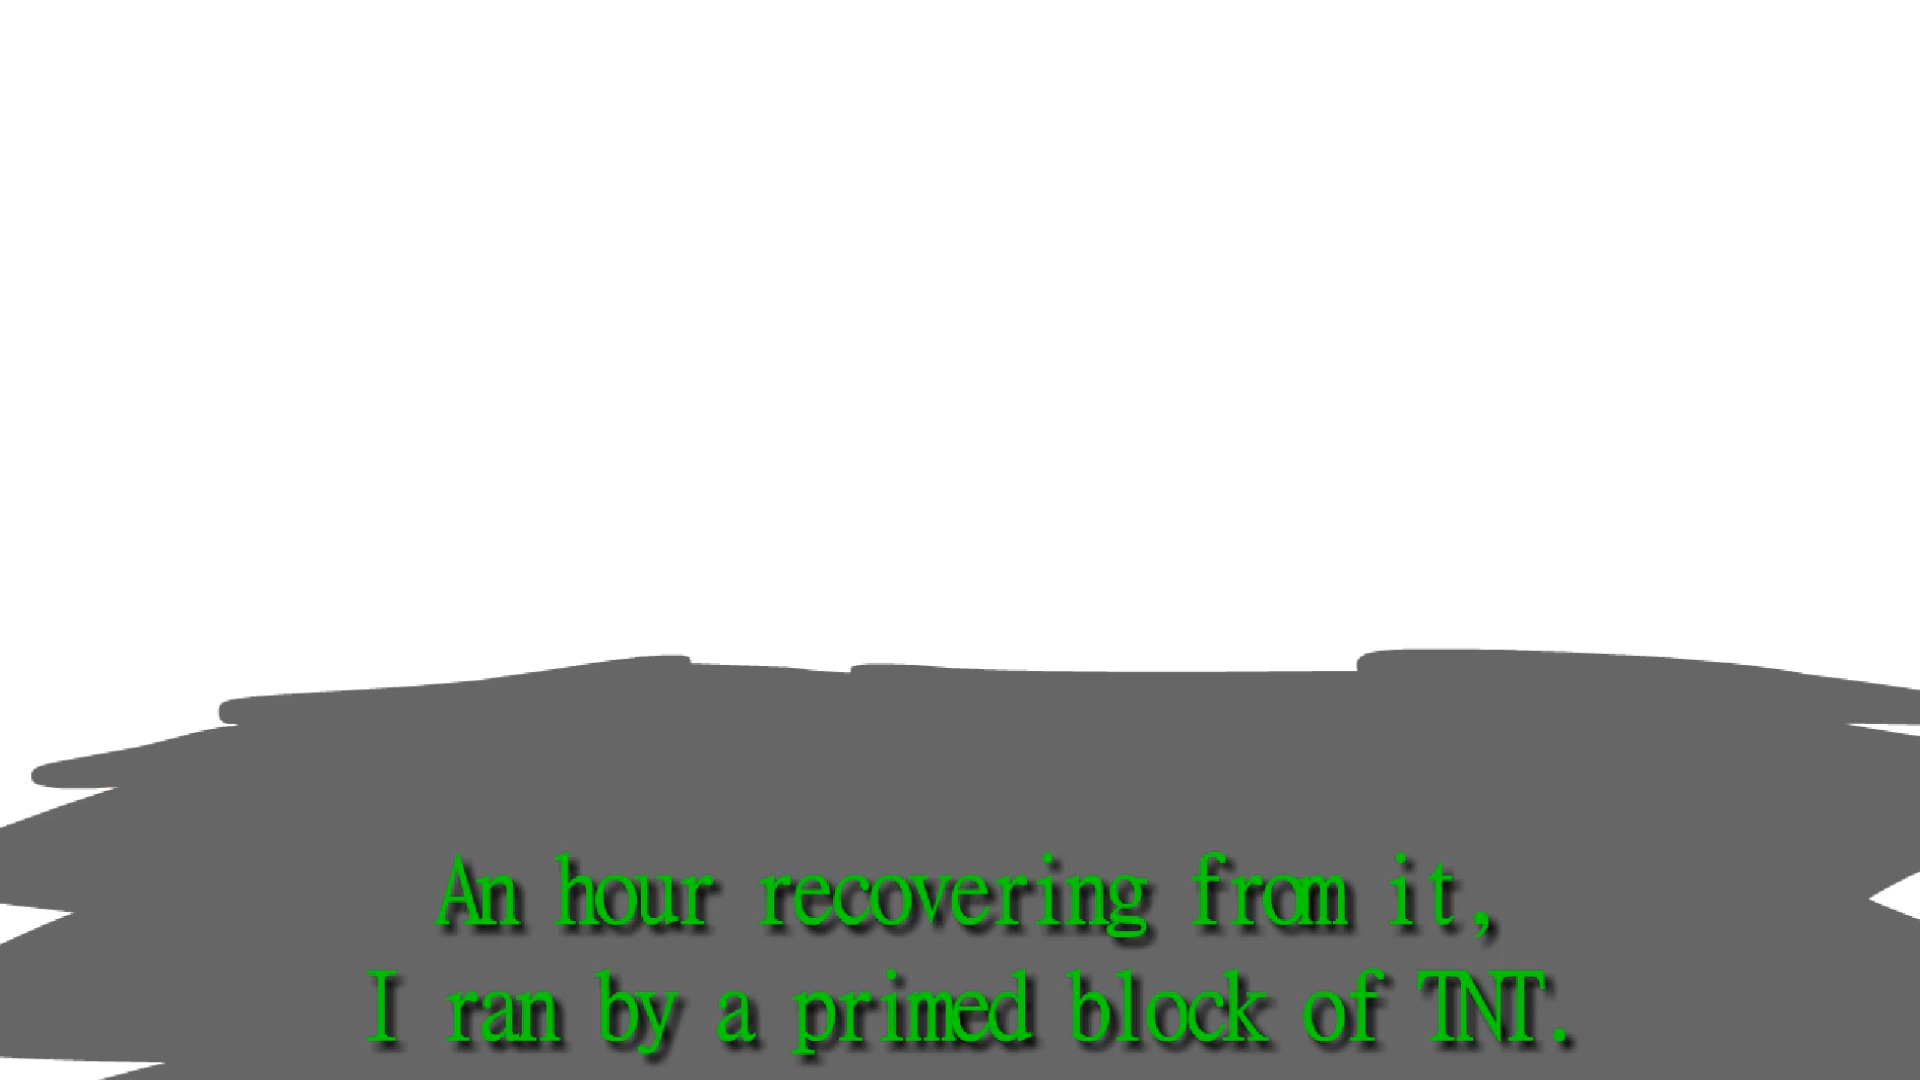 An hour recovering from it,
I ran by a primed block of TNT.